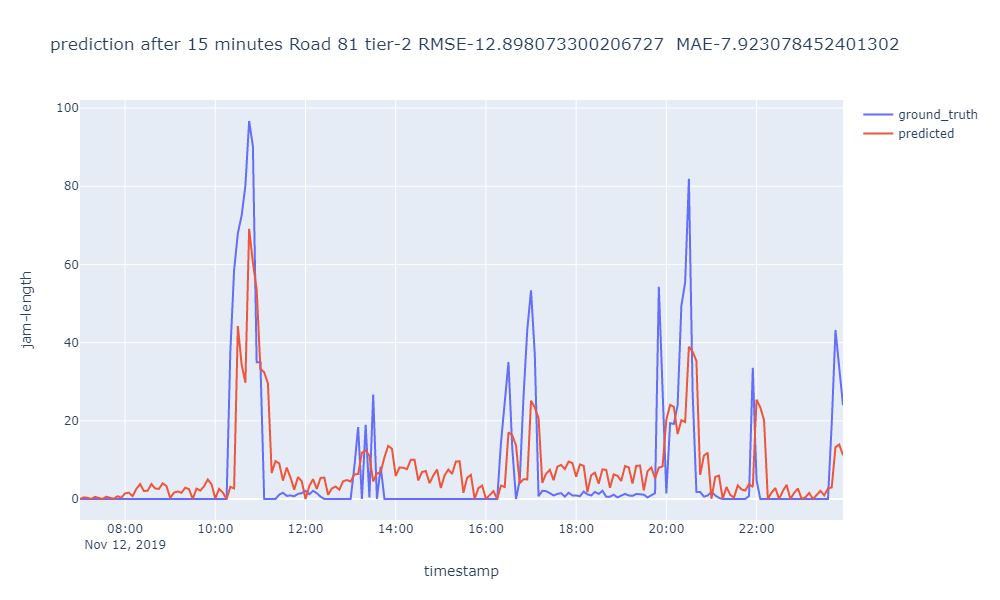 prediction after 15 minutes Road 81 tier-2 RMSE-12.898073300206727  MAE-7.923078452401302
ground_truth
predicted
jam-length
100
80
60
40
20
0
08:00 10:00 12:00 14:00 16:00 18:00 20:00 22:00
Nov 12, 2019
timestamp